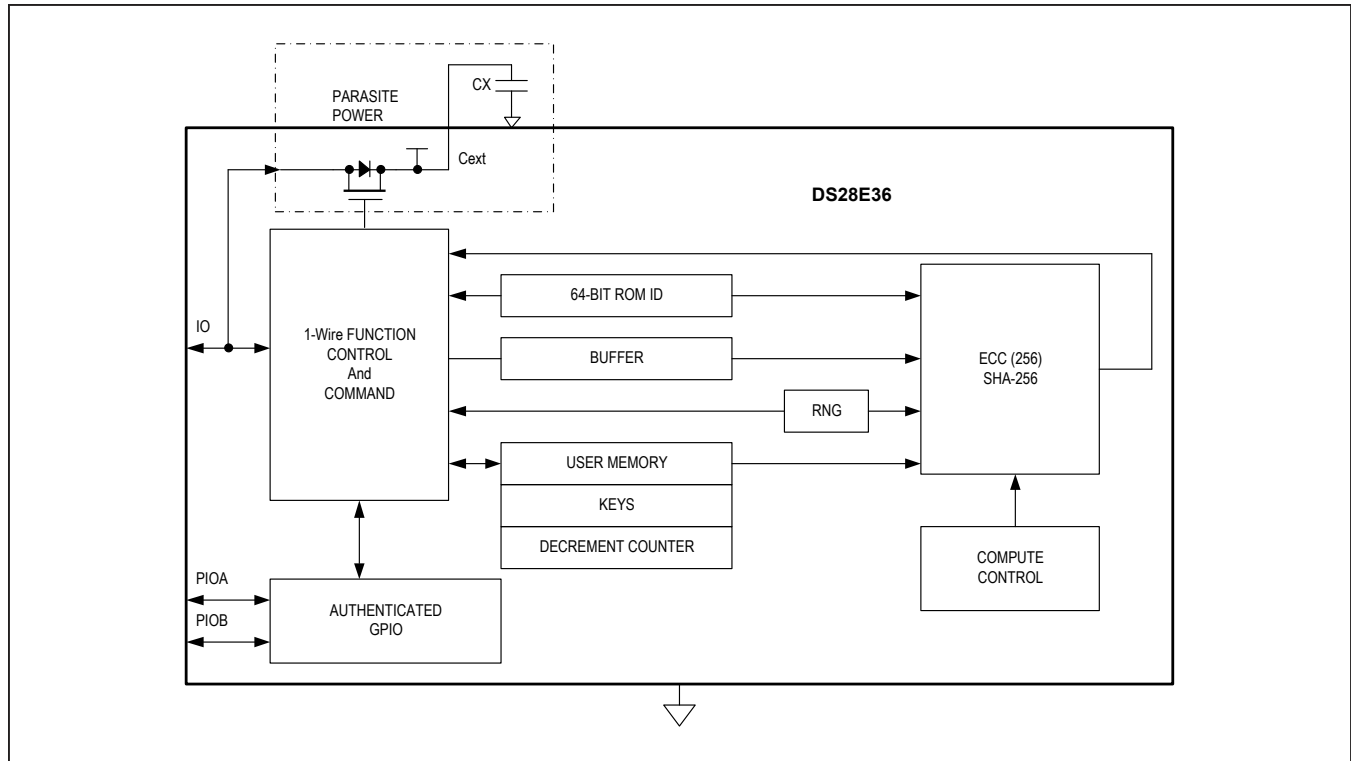 CX
PARASITE
POWER
Cext
DS28E36
64-BIT ROM ID
IO
1-Wire FUNCTION
CONTROL
And
COMMAND
BUFFER
ECC (256)
SHA-256
RNG
USER MEMORY
KEYS
DECREMENT COUNTER
COMPUTE
CONTROL
PIOA
PIOB
AUTHENTICATED
GPIO